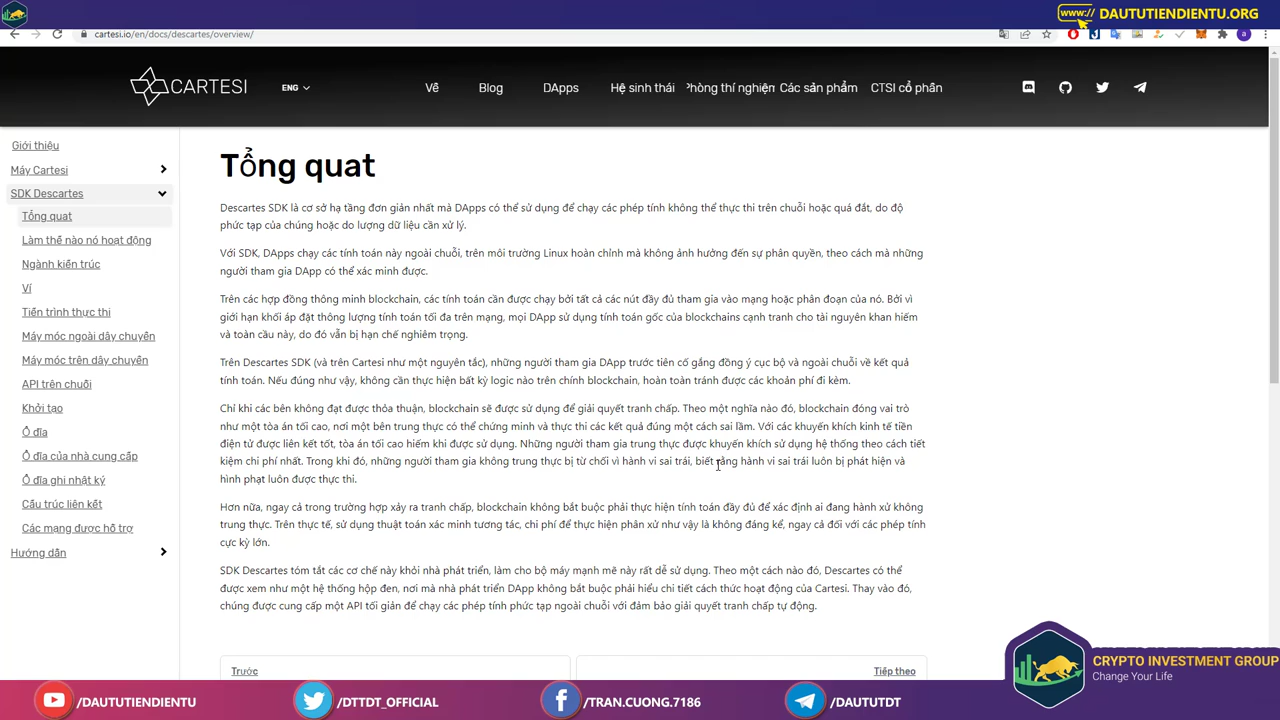 www.// DAUTUTIENDIENTU.ORG
cartesi.io/en/docs/descartes/overview/
CARTESI
ENG
Về
Blog
DApps
Hệ sinh thái
Phòng thí nghiệm
Các sản phẩm
CTSI cổ phần
Giới thiệu
Máy Cartesi
SDK Descartes
Tổng quat
Làm thế nào nó hoạt động
Ngành kiến trúc
Ví
Tiến trình thực thi
Máy móc ngoài dây chuyền
Máy móc trên dây chuyền
API trên chuỗi
Khởi tạo
Ổ đĩa
Ổ đĩa của nhà cung cấp
Ổ đĩa ghi nhật ký
Cấu trúc liên kết
Các mạng được hỗ trợ
Hướng dẫn
Tổng quat
Descartes SDK là cơ sở hạ tầng đơn giản nhất mà DApps có thể sử dụng để chạy các phép tính không thể thực thi trên chuỗi hoặc quá đắt, do độ
phức tạp của chúng hoặc do lượng dữ liệu cần xử lý.
Với SDK, DApps chạy các tính toán này ngoài chuỗi, trên môi trường Linux hoàn chỉnh mà không ảnh hưởng đến sự phân quyền, theo cách mà những
người tham gia DApp có thể xác minh được.
Trên các hợp đồng thông minh blockchain, các tính toán cần được chạy bởi tất cả các nút đầy đủ tham gia vào mạng hoặc phân đoạn của nó. Bởi vì
giới hạn khối áp đặt thông lượng tính toán tối đa trên mạng, mọi DApp sử dụng tính toán gốc của blockchains cạnh tranh cho tài nguyên khan hiếm
và toàn cầu này, do đó vẫn bị hạn chế nghiêm trọng.
Trên Descartes SDK (và trên Cartesi như một nguyên tắc), những người tham gia DApp trước tiên cố gắng đồng ý cục bộ và ngoài chuỗi về kết quả
tính toán. Nếu đúng như vậy, không cần thực hiện bất kỳ logic nào trên chính blockchain, hoàn toàn tránh được các khoản phí đi kèm.
Chỉ khi các bên không đạt được thỏa thuận, blockchain sẽ được sử dụng để giải quyết tranh chấp. Theo một nghĩa nào đó, blockchain đóng vai trò
như một tòa án tối cao, nơi một bên trung thực có thể chứng minh và thực thi các kết quả đúng một cách sai lầm. Với các khuyến khích kinh tế tiền
điện tử được liên kết tốt, tòa án tối cao hiếm khi được sử dụng. Những người tham gia trung thực được khuyến khích sử dụng hệ thống theo cách tiết
kiệm chi phí nhất. Trong khi đó, những người tham gia không trung thực bị từ chối vì hành vi sai trái, biết rằng hành vi sai trái luôn bị phát hiện và
hình phạt luôn được thực thi.
Hơn nữa, ngay cả trong trường hợp xảy ra tranh chấp, blockchain không bắt buộc phải thực hiện tính toán đầy đủ để xác định ai đang hành xử không
trung thực. Trên thực tế, sử dụng thuật toán xác minh tương tác, chi phí để thực hiện phân xử như vậy là không đáng kể, ngay cả đối với các phép tính
cực kỳ lớn.
SDK Descartes tóm tắt các cơ chế này khỏi nhà phát triển, làm cho bộ máy mạnh mẽ này rất dễ sử dụng. Theo một cách nào đó, Descartes có thể
được xem như một hệ thống hộp đen, nơi mà nhà phát triển DApp không bắt buộc phải hiểu chi tiết cách thức hoạt động của Cartesi. Thay vào đó,
chúng được cung cấp một API tối giản để chạy các phép tính phức tạp ngoài chuỗi với đảm bảo giải quyết tranh chấp tự động.
Trước
Tiếp theo
CRYPTO INVESTMENT GROUP
Change Your Life
/DAUTUTIENDIENTU
/DTTDT_OFFICIAL
/TRAN.CUONG.7186
/DAUTUTDT